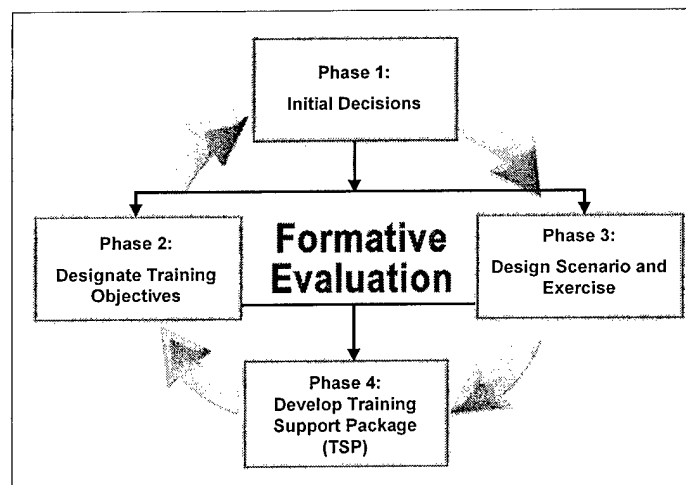 Phase 1:
Initial Decisions
Phase 2:
Designate Training
Objectives
Formative
Evaluation
Phase 3:
Design Scenario and
Exercise
Phase 4:
Develop Training
Support Package
(TSP)